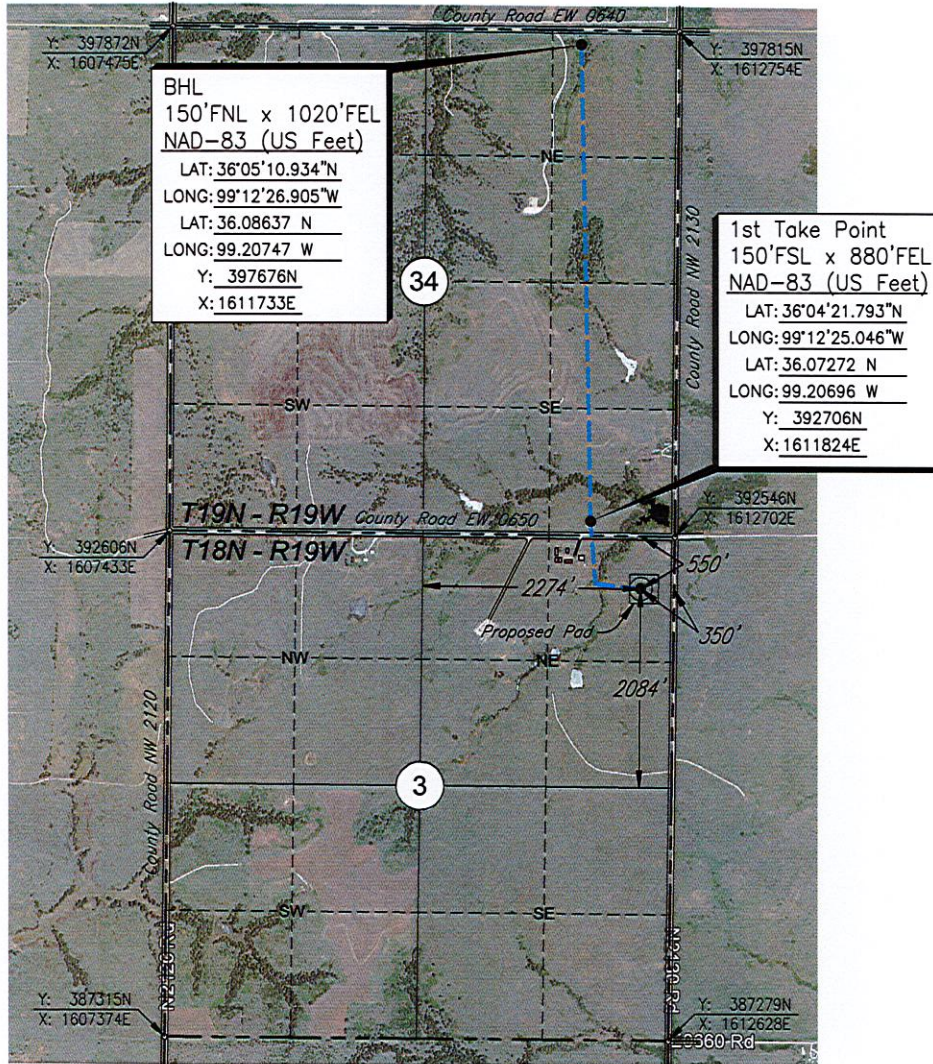 County Road EW 0640
Y: 397872N
X: 1607475E
Y: 397815N
X: 1612754E
BHL
150'FNL x 1020'FEL
NAD-83 (US Feet)
LAT: 36°05'10.934"N
LONG: 99°12'26.905"W
LAT: 36.08637 N
LONG: 99.20747 W
Y: 397676N
X: 1611733E
NE
County Road NW 2130
1st Take Point
150'FSL x 880'FEL
NAD-83 (US Feet)
LAT: 36°04'21.793"N
LONG: 99°12'25.046"W
LAT: 36.07272 N
LONG: 99.20696 W
Y: 392706N
X: 1611824E
34
SW
SE
T19N - R19W
County Road EW 0650
Y: 392546N
X: 1612702E
Y: 392606N
X: 1607433E
T18N - R19W
550'
2274'
350'
Proposed Pad
NW
NE
2084'
County Road NW 2120
3
SW
SE
Y: 387315N
X: 1607374E
Y: 387279N
X: 1612628E